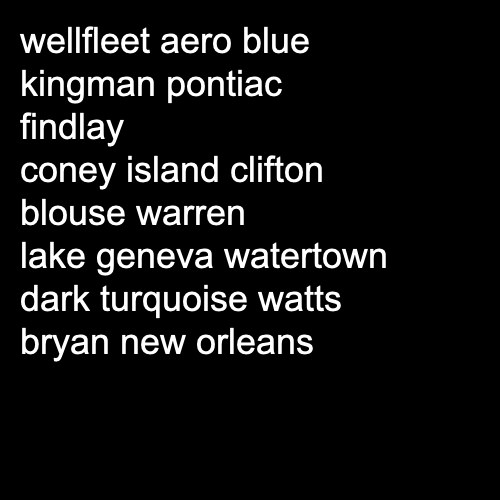 wellfleet aero blue
kingman pontiac
findlay
coney island clifton
blouse warren
lake geneva watertown
dark turquoise watts
bryan new orleans